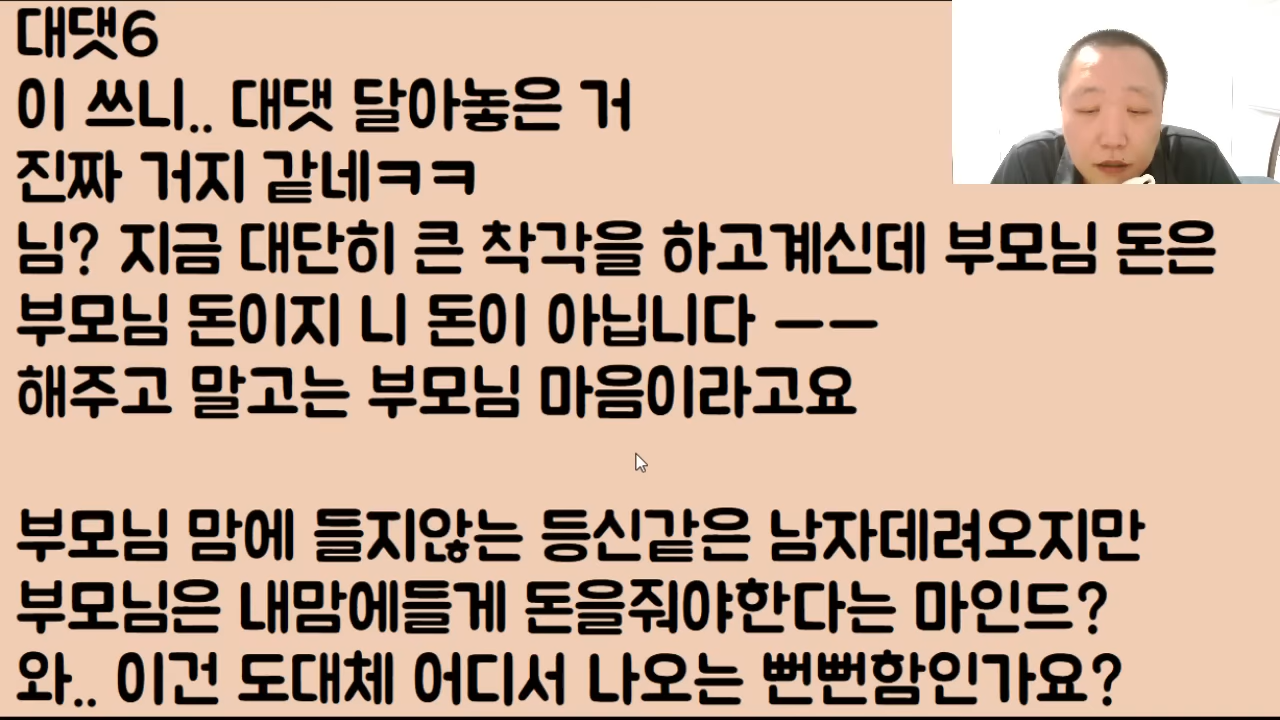 대댓6
이 쓰니.. 대댓 달아놓은 거
진짜 거지 같네ㅋㅋ
님? 지금 대단히 큰 착각을 하고계신데 부모님 돈은
부모님 돈이지 니 돈이 아닙니다 ㅡㅡ
해주고 말고는 부모님 마음이라고요
부모님 맘에 들지않는 등신같은 남자데려오지만
부모님은 내맘에들게 돈을줘야한다는 마인드?
와.. 이건 도대체 어디서 나오는 뻔뻔함인가요?